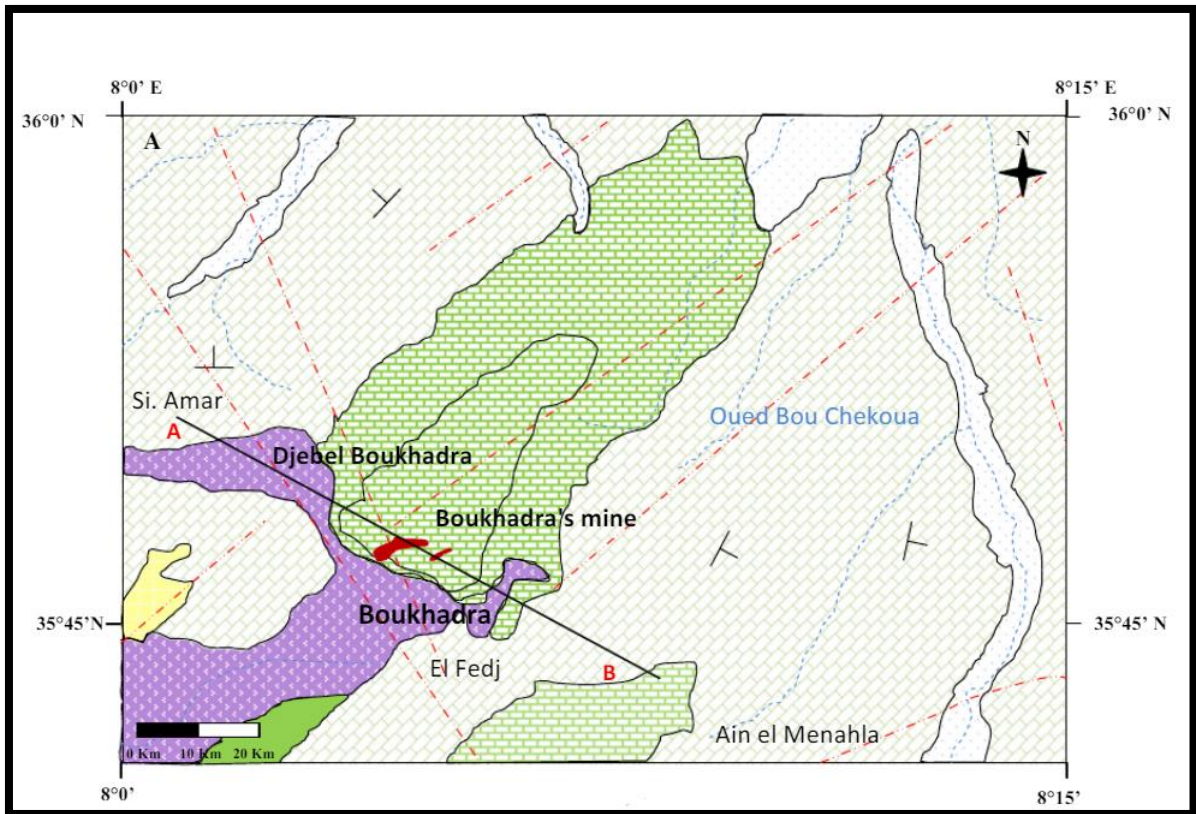 8°0' E
8°15' E
36°0' N
36°0' N
A
N
Si. Amar
A
Oued Bou Chekoua
Djebel Boukhadra
Boukhadra's mine
Boukhadra
35°45'N
35°45' N
El Fedj
B
Ain el Menahla
0 Km 10 Km 20 Km
8°0'
8°15'